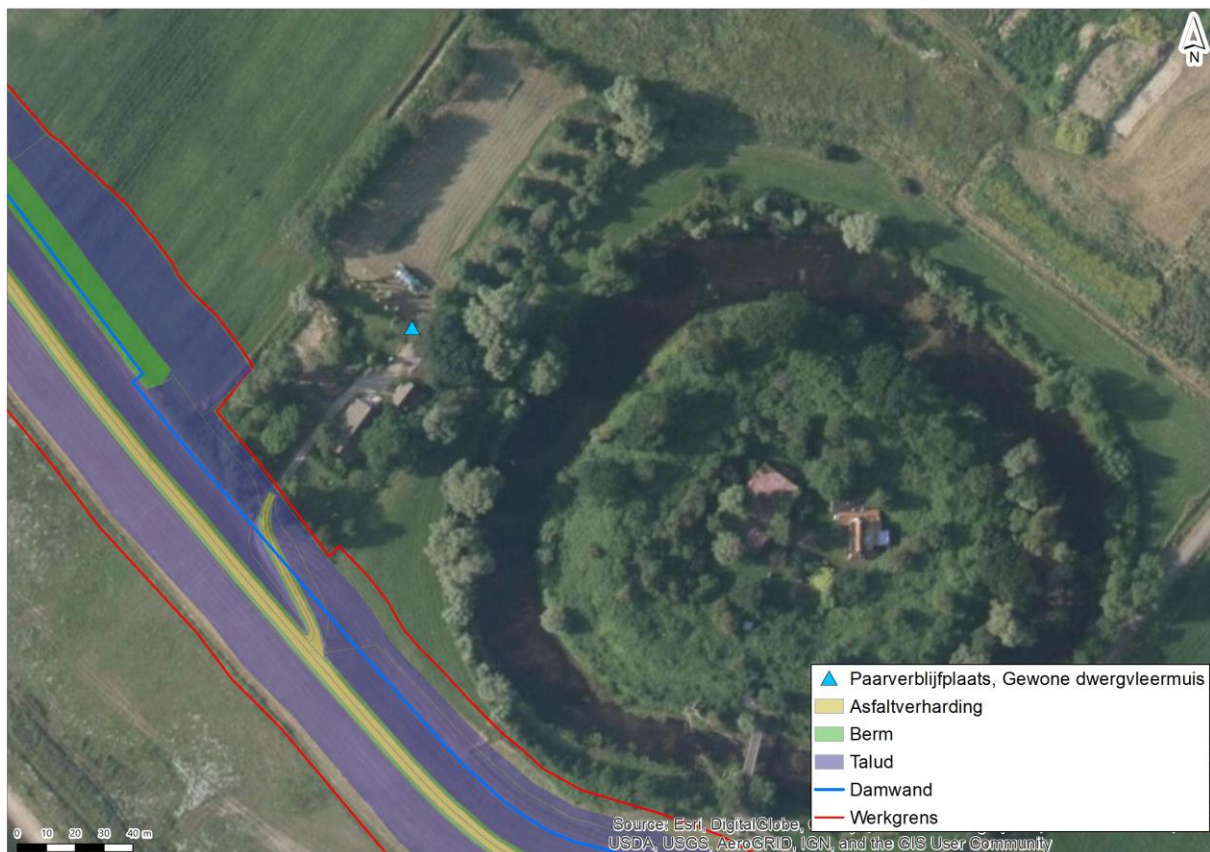 N
Paarverblijfplaats, Gewone dwergvleermuis
Asfaltverharding
Berm
Talud
Damwand
Werkgrens
0 10 20 30 40 m
Source: Esri, DigitalGlobe,
USDA, USGS, AeroGRID, IGN, and the GIS User Community